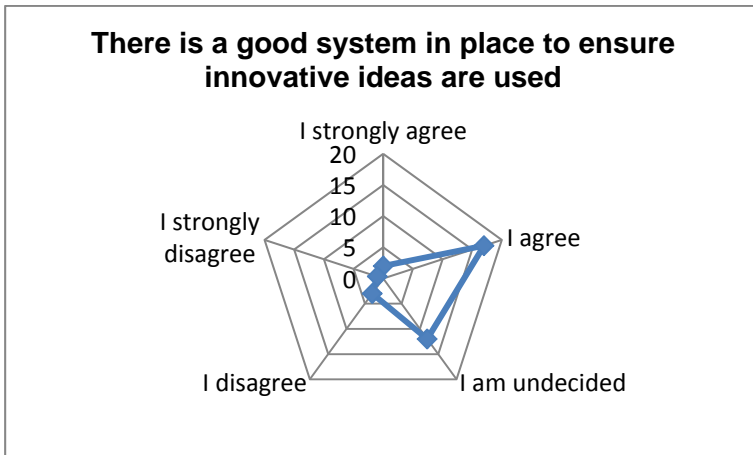 There is a good system in place to ensure
innovative ideas are used
I strongly agree
20
15
10
5
0
I agree
I am undecided
I disagree
I strongly
disagree